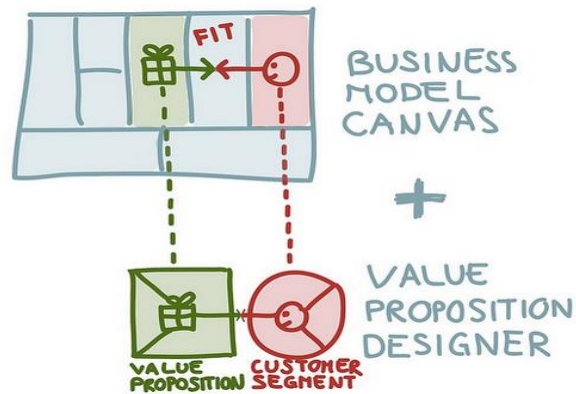 FIT
BUSINESS
MODEL
CANVAS
+
VALUE
PROPOSITION
DESIGNER
VALUE
PROPOSITION
CUSTOMER
SEGMENT